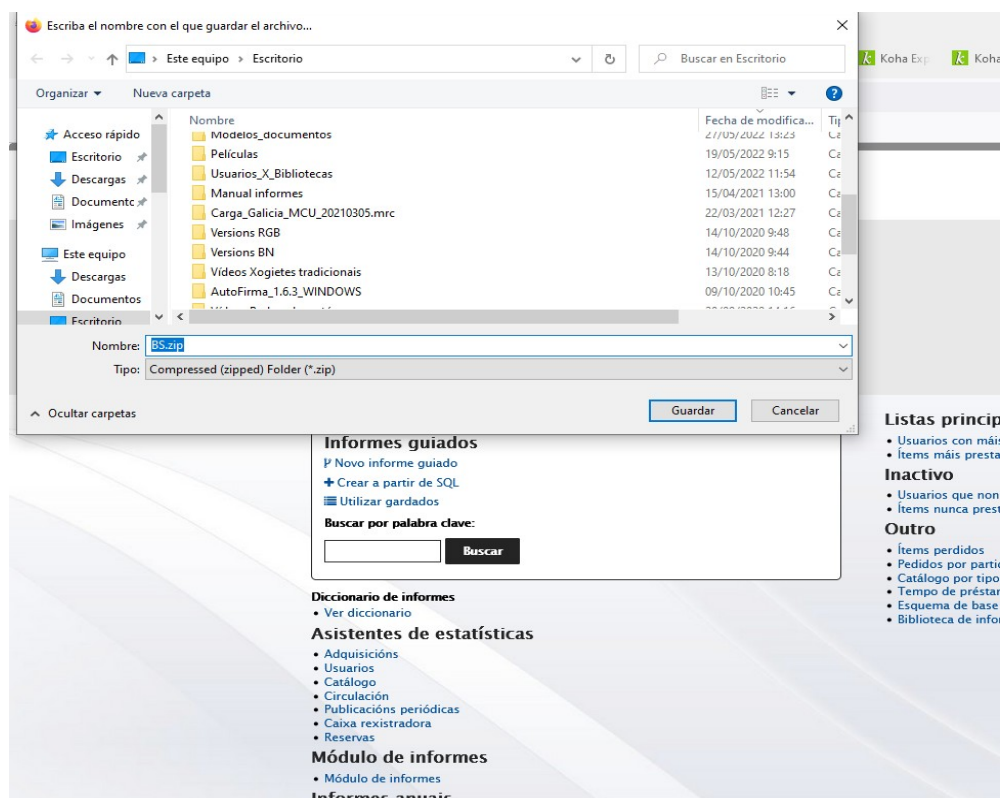 Escriba el nombre con el que guardar el archivo...
Este equipo › Escritorio
Buscar en Escritorio
Koha Exp
Koha
Organizar
Nueva carpeta
Acceso rápido
Escritorio
Descargas
Documentc
Imágenes
Este equipo
Descargas
Documentos
Escritorio
Nombre Fecha de modifica...
Modelos_documentos 27/05/2022 13:23
Películas 19/05/2022 9:15
Usuarios_X_Bibliotecas 12/05/2022 11:54
Manual informes 15/04/2021 13:00
Carga_Galicia_MCU_20210305.mrc 22/03/2021 12:27
Versions RGB 14/10/2020 9:48
Versions BN 14/10/2020 9:44
Vídeos Xogietes tradicionais 13/10/2020 8:18
AutoFirma_1.6.3_WINDOWS 09/10/2020 10:45
Nombre: BS.zip
Tipo: Compressed (zipped) Folder (*.zip)
Ocultar carpetas
Guardar
Cancelar
Informes guiados
Novo informe guiado
Crear a partir de SQL
Utilizar gardados
Buscar por palabra clave:
Buscar
Diccionario de informes
• Ver diccionario
Asistentes de estatísticas
• Adquisicións
• Usuarios
• Catálogo
• Circulación
• Publicacións periódicas
• Caixa rexistradora
• Reservas
Módulo de informes
• Módulo de informes
Informes anuais
Listas princip
• Usuarios con máis
• Ítems máis presta
Inactivo
• Usuarios que non
• Ítems nunca prest
Outro
• Ítems perdidos
• Pedidos por parti
• Catálogo por tipo
• Tempo de préstar
• Esquema de base
• Biblioteca de infor